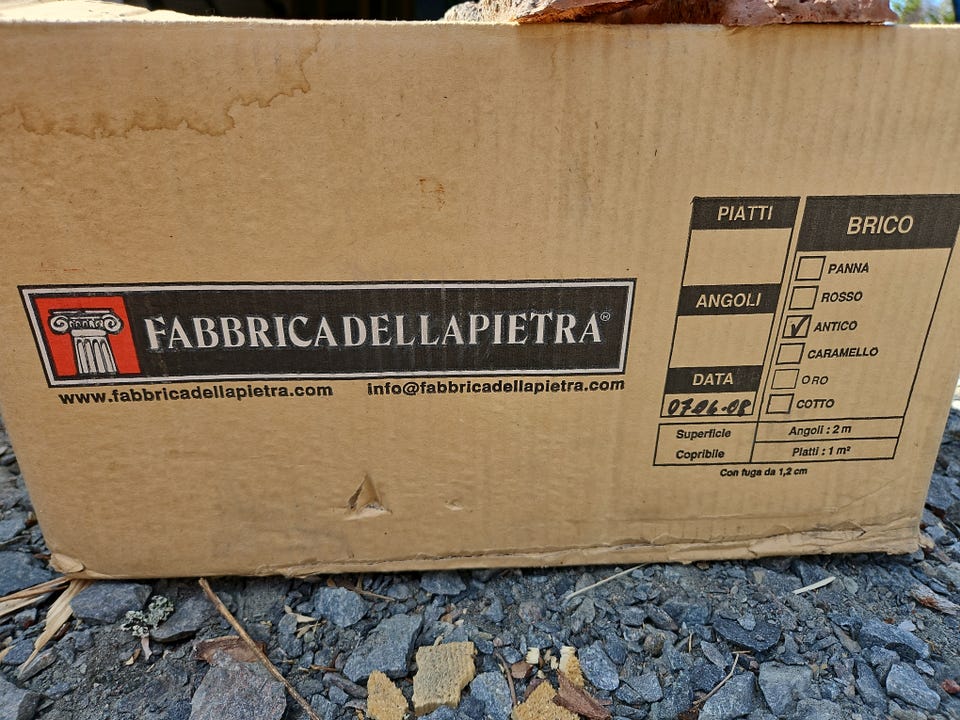 FABBRICADELLAPIETRA®
www.fabbricadellapietra.com info@fabbricadellapietra.com
PIATTI
ANGOLI
DATA
07.06-08
BRICO
PANNA
ROSSO
ANTICO
CARAMELLO
ORO
COTTO
Superficie
Copribile
Angoli : 2 m
Piatti : 1 m²
Con fuga da 1,2 cm